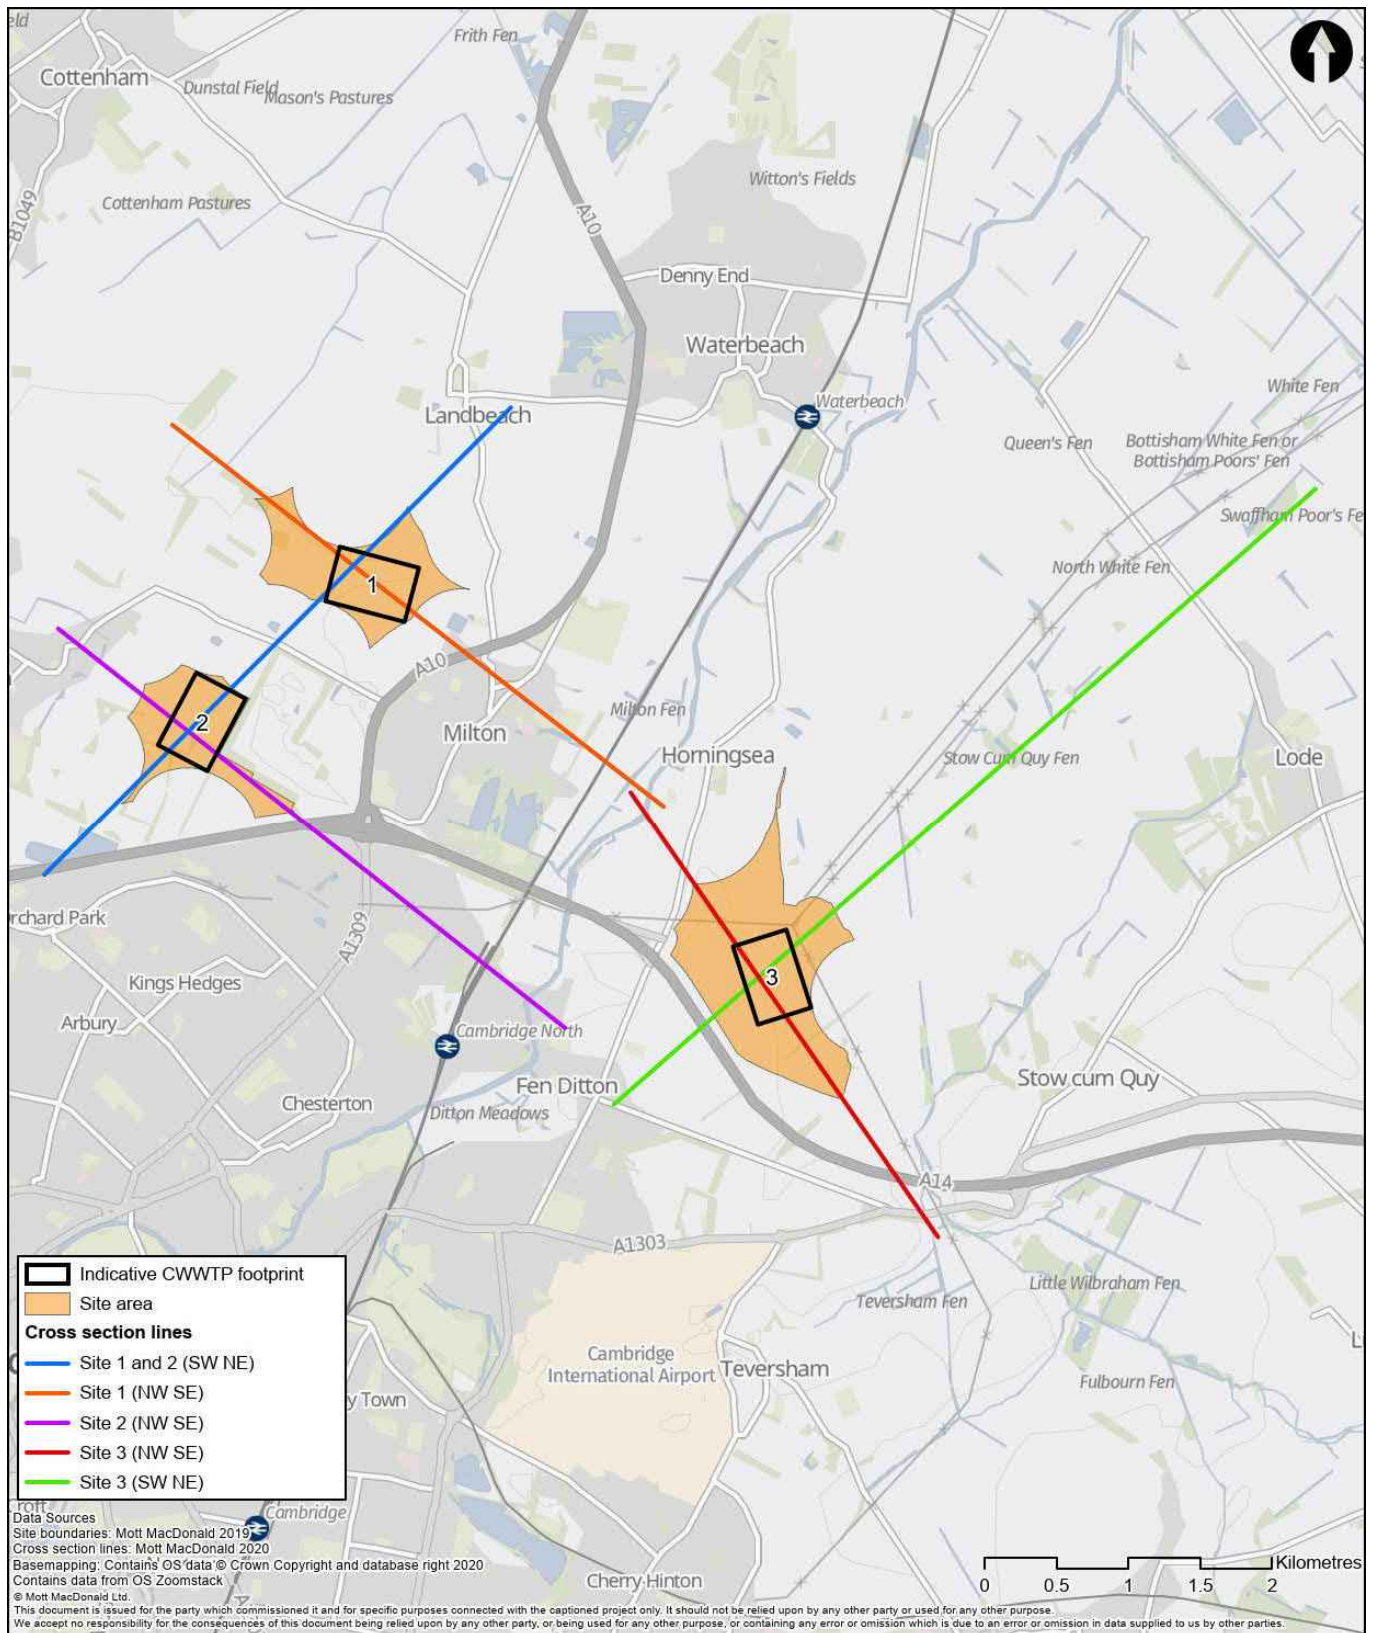 eld
Frith Fen
Cottenham
Dunstal Field
Mason's Pastures
Witton's Fields
Cottenham Pastures
B1049
A10
Denny End
Waterbeach
White Fen
Waterbeach
Landbeach
Queen's Fen
Bottisham White Fen or
Bottisham Poors' Fen
Swaffham Poor's Fe
North White Fen
1
A10
Milton Fen
2
Milton
Horningsea
Stow Cum Quy Fen
Lode
rchard Park
A1309
3
Kings Hedges
Arbury
Cambridge North
Fen Ditton
Stow cum Quy
Chesterton
Ditton Meadows
A14
A1303
Little Wilbraham Fen
Teversham Fen
Cambridge
International Airport
Teversham
L
Fulbourn Fen
y Town
Indicative CWWTP footprint
Site area
Cross section lines
Site 1 and 2 (SW NE)
Site 1 (NW SE)
Site 2 (NW SE)
Site 3 (NW SE)
Site 3 (SW NE)
croft
Cambridge
Cherry Hinton
Kilometres
0 0.5 1 1.5 2
Data Sources
Site boundaries: Mott MacDonald 2019
Cross section lines: Mott MacDonald 2020
Basemapping: Contains OS data © Crown Copyright and database right 2020
Contains data from OS Zoomstack
© Mott MacDonald Ltd.
This document is issued for the party which commissioned it and for specific purposes connected with the captioned project only. It should not be relied upon by any other party or used for any other purpose.
We accept no responsibility for the consequences of this document being relied upon by any other party, or being used for any other purpose, or containing any error or omission which is due to an error or omission in data supplied to us by other parties.